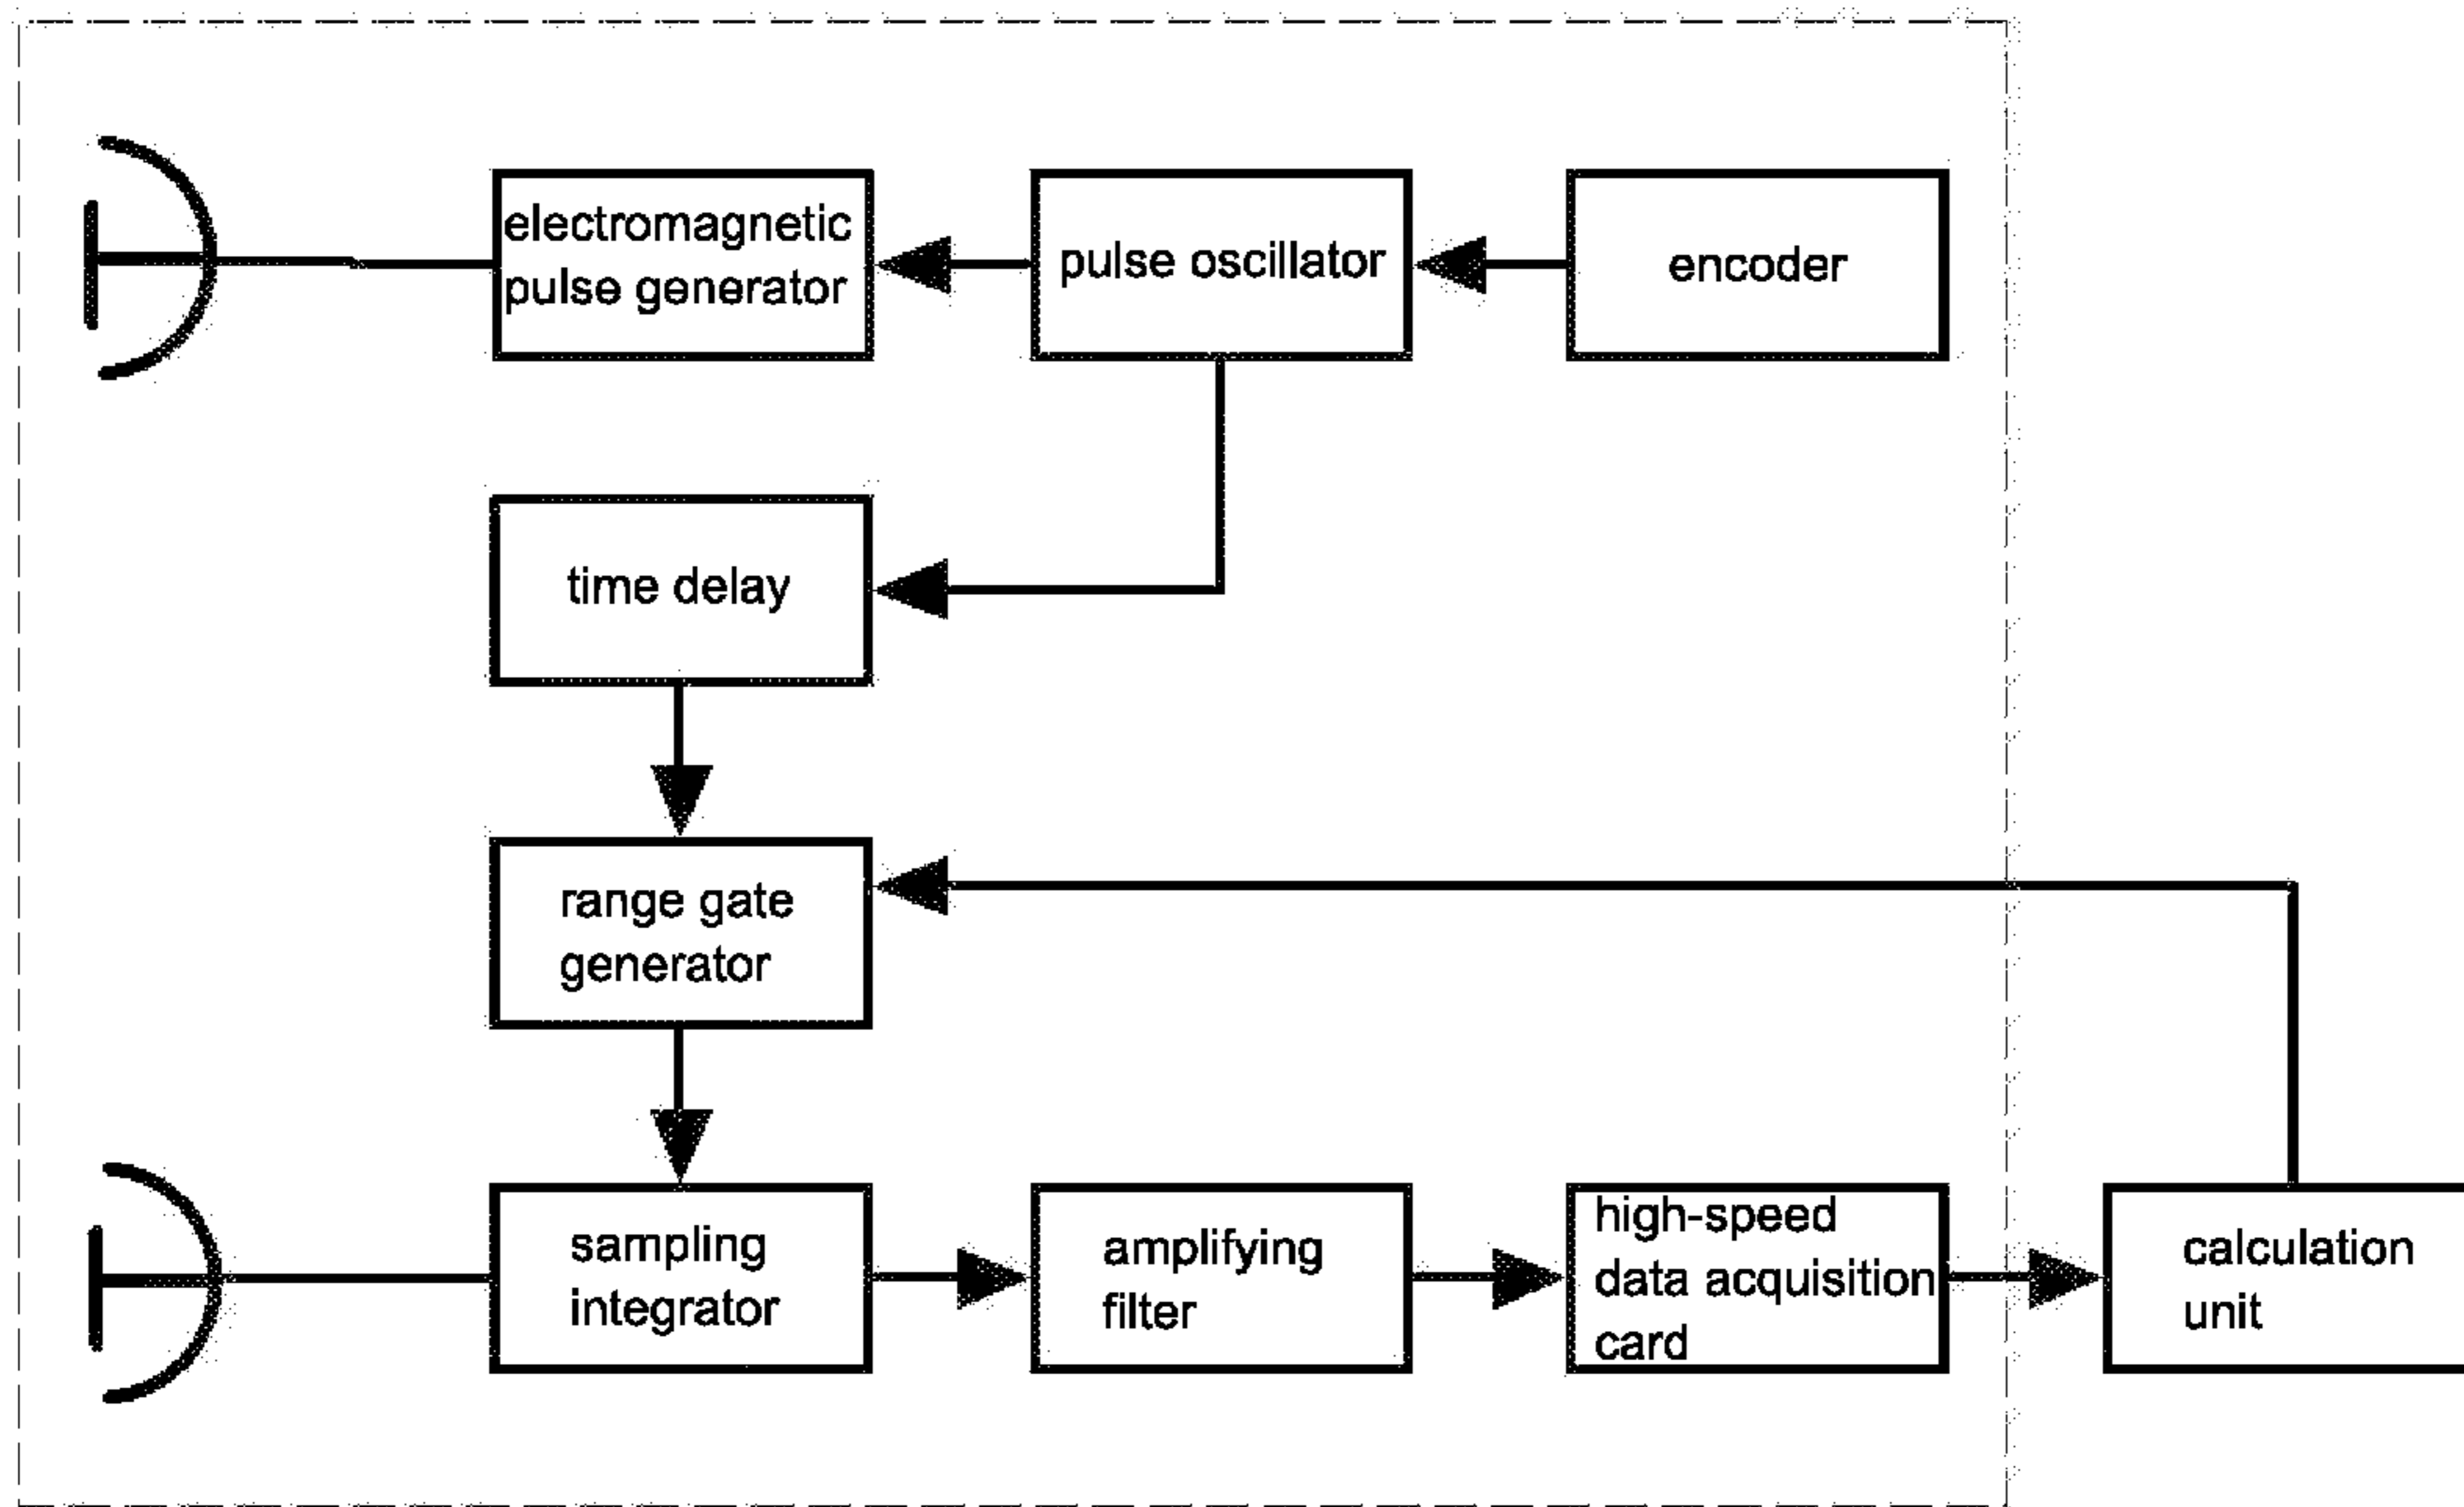 electromagnetic
pulse generator
pulse oscillator
encoder
time delay
range gate
generator
sampling
integrator
amplifying
filter
high-speed
data acquisition
card
calculation
unit